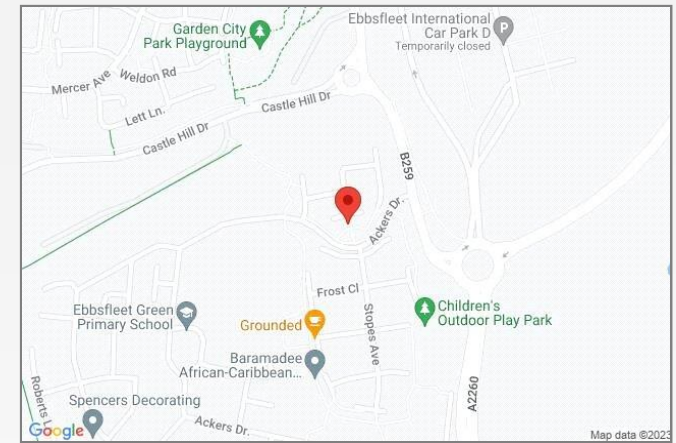 Garden City
Park Playground
Ebbsfleet International
Car Park D
Temporarily closed
P
Mercer Ave
Weldon Rd
Lett Ln.
Castle Hill Dr
Castle Hill Dr
B259
Ackers Dr.
Frost Cl
Stopes Ave
Ebbsfleet Green
Primary School
Grounded
Children's
Outdoor Play Park
Baramadee
African-Caribbean...
Roberts L
Spencers Decorating
A2260
Google
Ackers Dr.
Map data ©2023